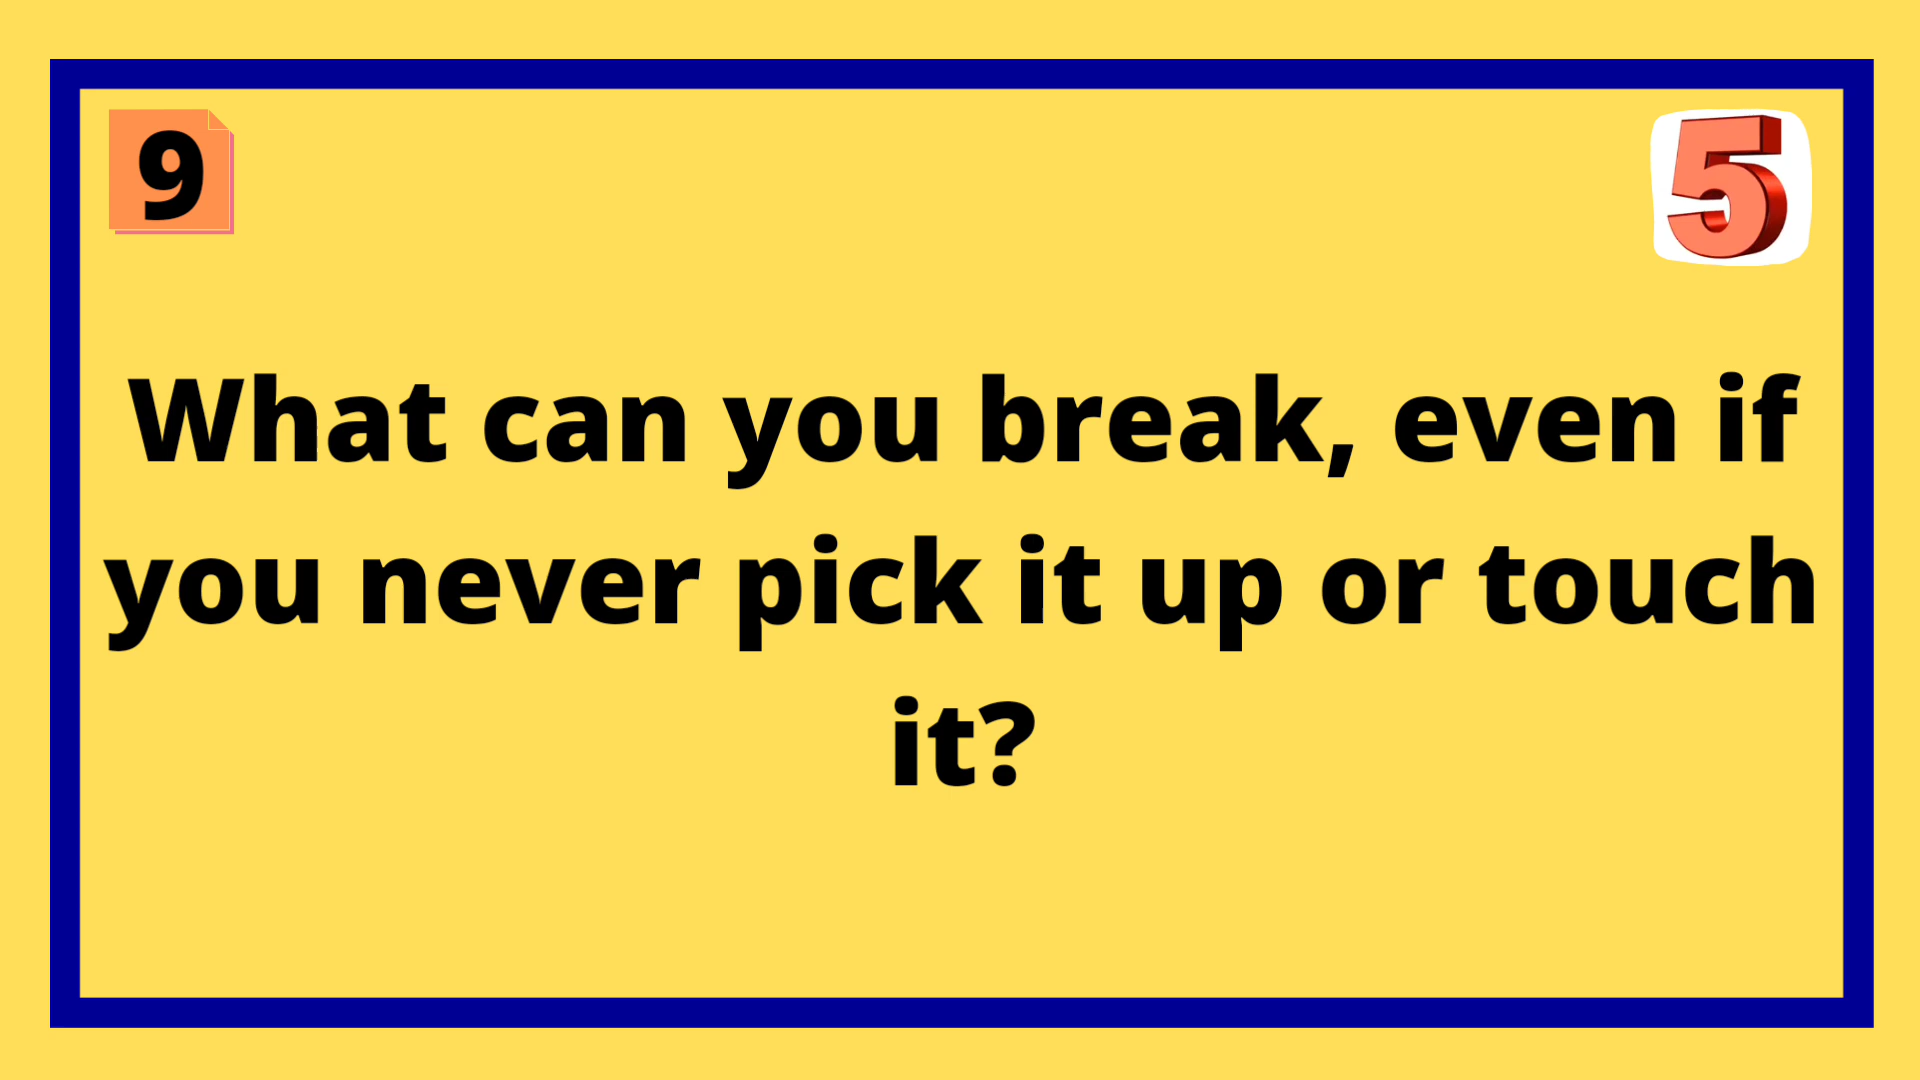 9
5
What can you break, even if
you never pick it up or touch
it?